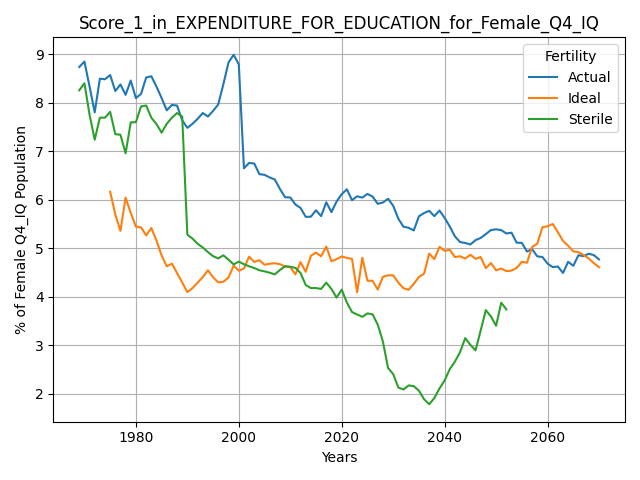 Score_1_in_EXPENDITURE_FOR_EDUCATION_for_Female_Q4_IQ
Fertility
Actual
Ideal
Sterile
% of Female Q4_IQ Population
9
8
7
6
5
4
3
2
1980
2000
2020
2040
2060
Years